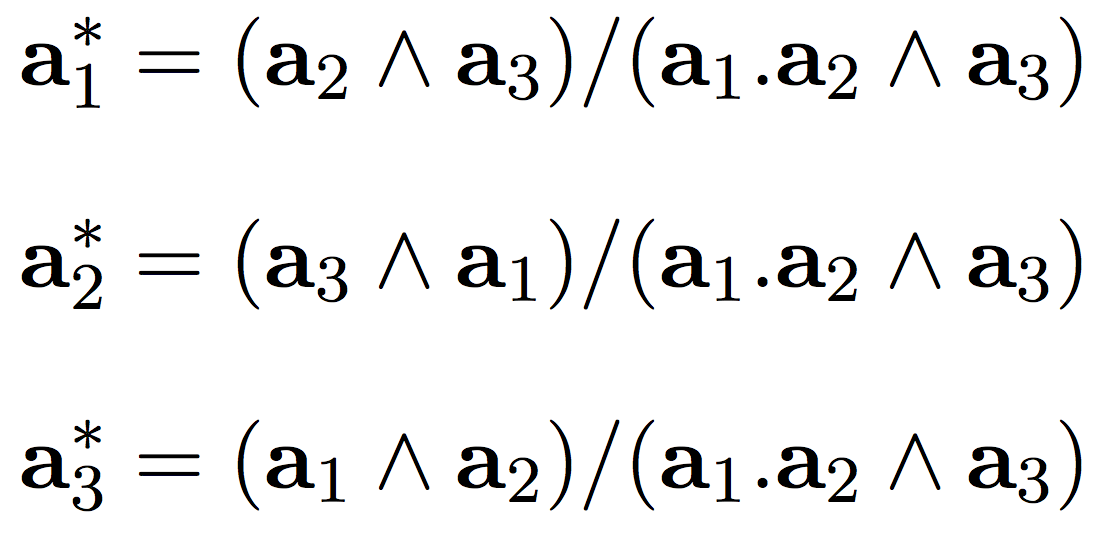 a₁* = (a₂ ∧ a₃)/(a₁.a₂ ∧ a₃)
a₂* = (a₃ ∧ a₁)/(a₁.a₂ ∧ a₃)
a₃* = (a₁ ∧ a₂)/(a₁.a₂ ∧ a₃)